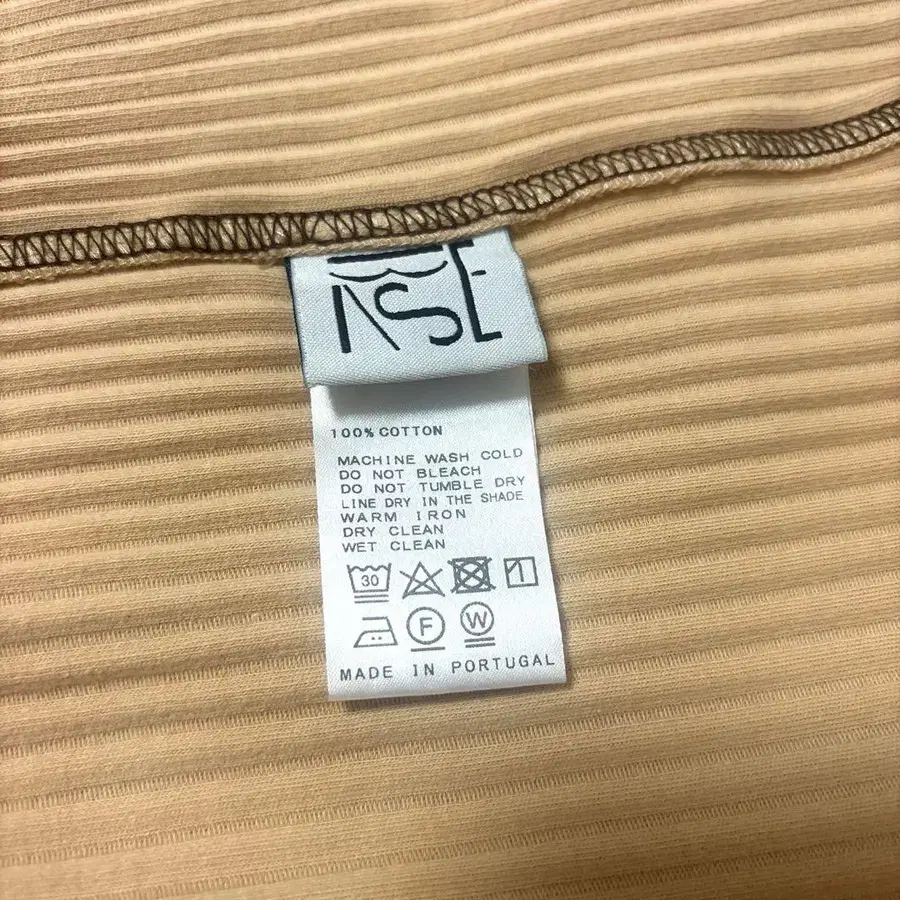 100% COTTON
MACHINE WASH COLD
DO NOT BLEACH
DO NOT TUMBLE DRY
LINE DRY IN THE SHADE
WARM IRON
DRY CLEAN
WET CLEAN
30
F W
MADE IN PORTUGAL